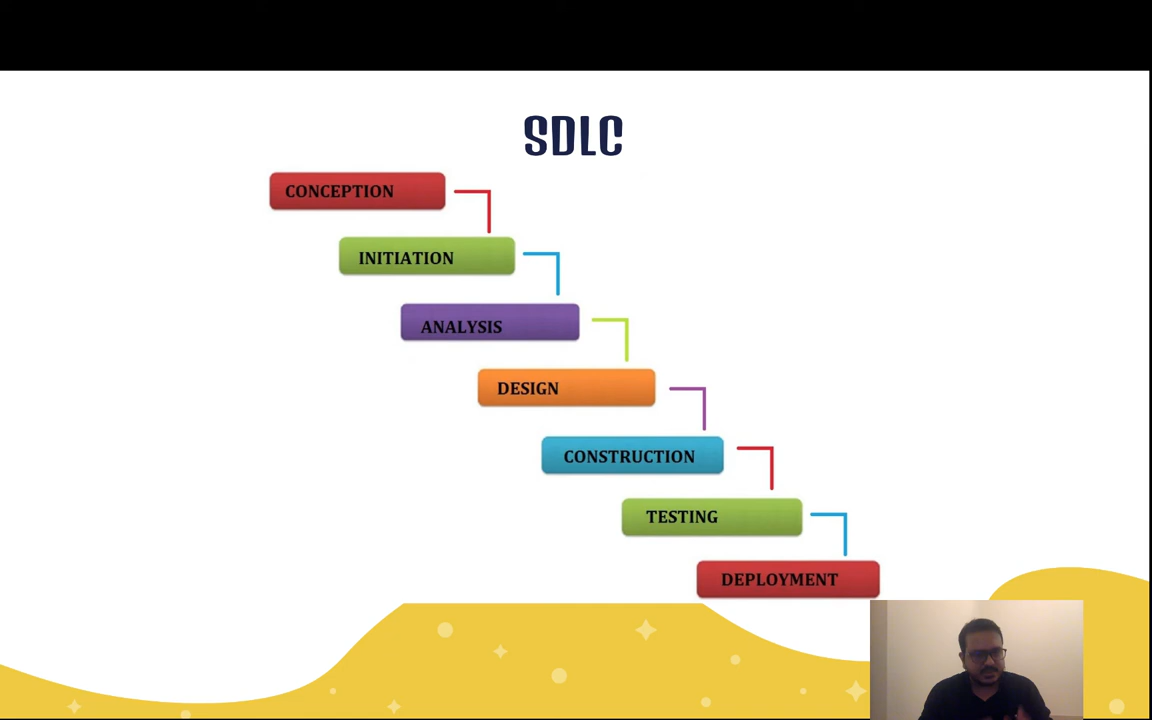 SDLC
CONCEPTION
INITIATION
ANALYSIS
DESIGN
CONSTRUCTION
TESTING
DEPLOYMENT